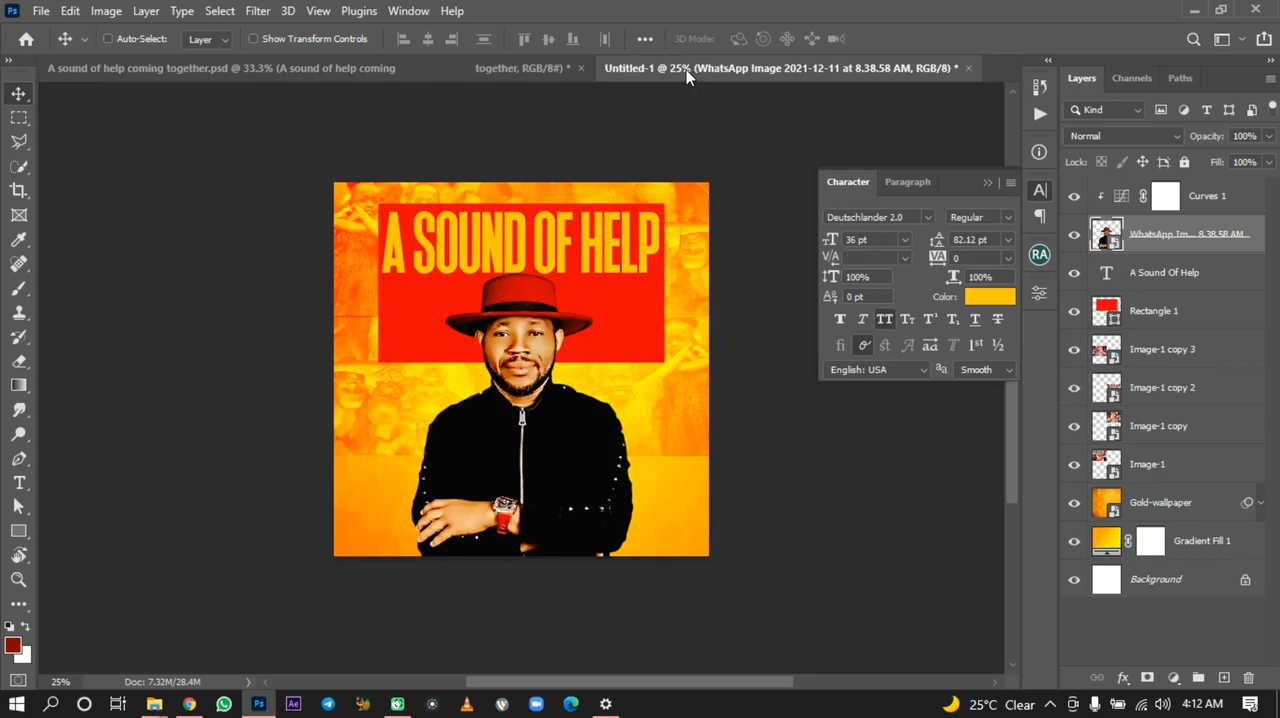 Ps File Edit Image Layer Type Select Filter 3D View Plugins Window Help
Auto-Select: Layer Show Transform Controls 3D Mode:
A sound of help coming together.psd @ 33.3% (A sound of help coming together, RGB/8#) * × Untitled-1 @ 25% (WhatsApp Image 2021-12-11 at 8.38.58 AM, RGB/8) * ×
Layers Channels Paths
Kind
Normal Opacity: 100%
Lock: Fill: 100%
Curves 1
WhatsApp Im... 8.38.58 AM
A Sound Of Help
Rectangle 1
Image-1 copy 3
Image-1 copy 2
Image-1 copy
Image-1
Gold-wallpaper
Gradient Fill 1
Background
Character Paragraph
Deutschlander 2.0 Regular
36 pt 82.12 pt
0
100% 100%
0 pt Color:
English: USA aa Smooth
RA
A SOUND OF HELP
25% Doc: 7.32M/28.4M
Ps Ae 25°C Clear 4:12 AM